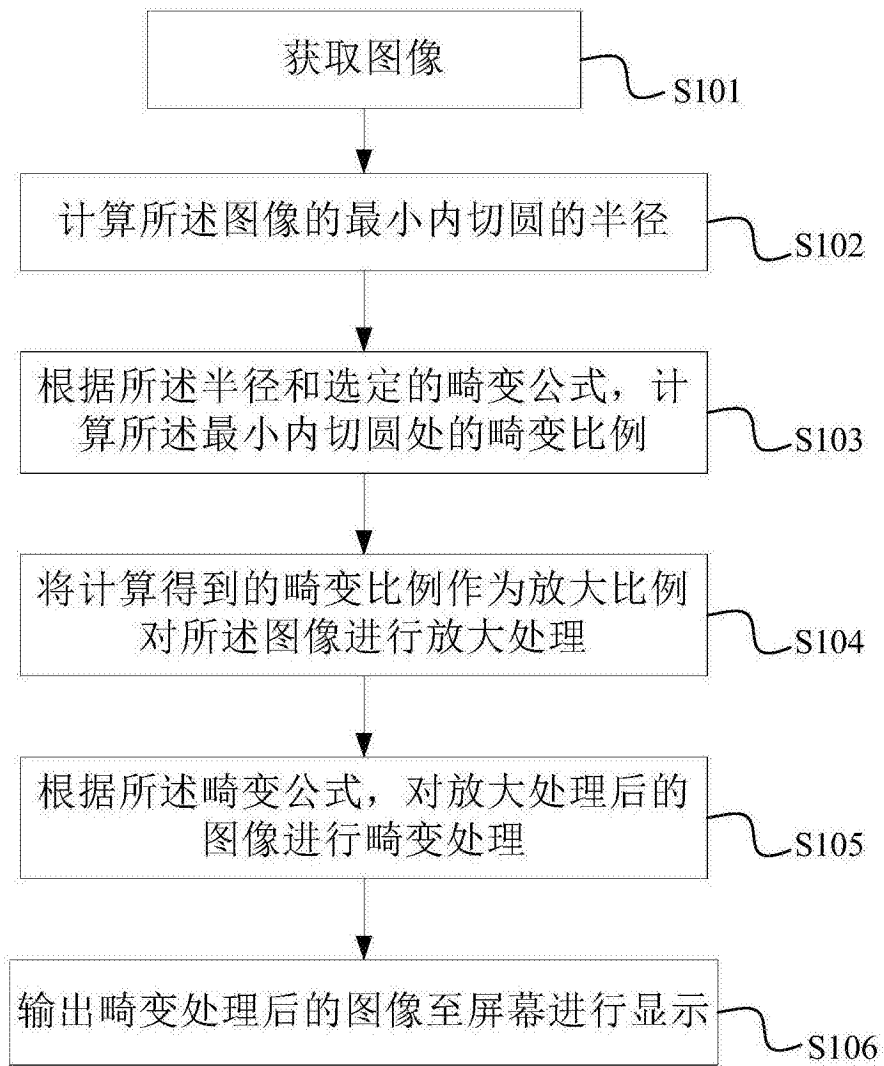 获取图像
S101
计算所述图像的最小内切圆的半径
S102
根据所述半径和选定的畸变公式，计
算所述最小内切圆处的畸变比例
S103
将计算得到的畸变比例作为放大比例
对所述图像进行放大处理
S104
根据所述畸变公式，对放大处理后的
图像进行畸变处理
S105
输出畸变处理后的图像至屏幕进行显示
S106